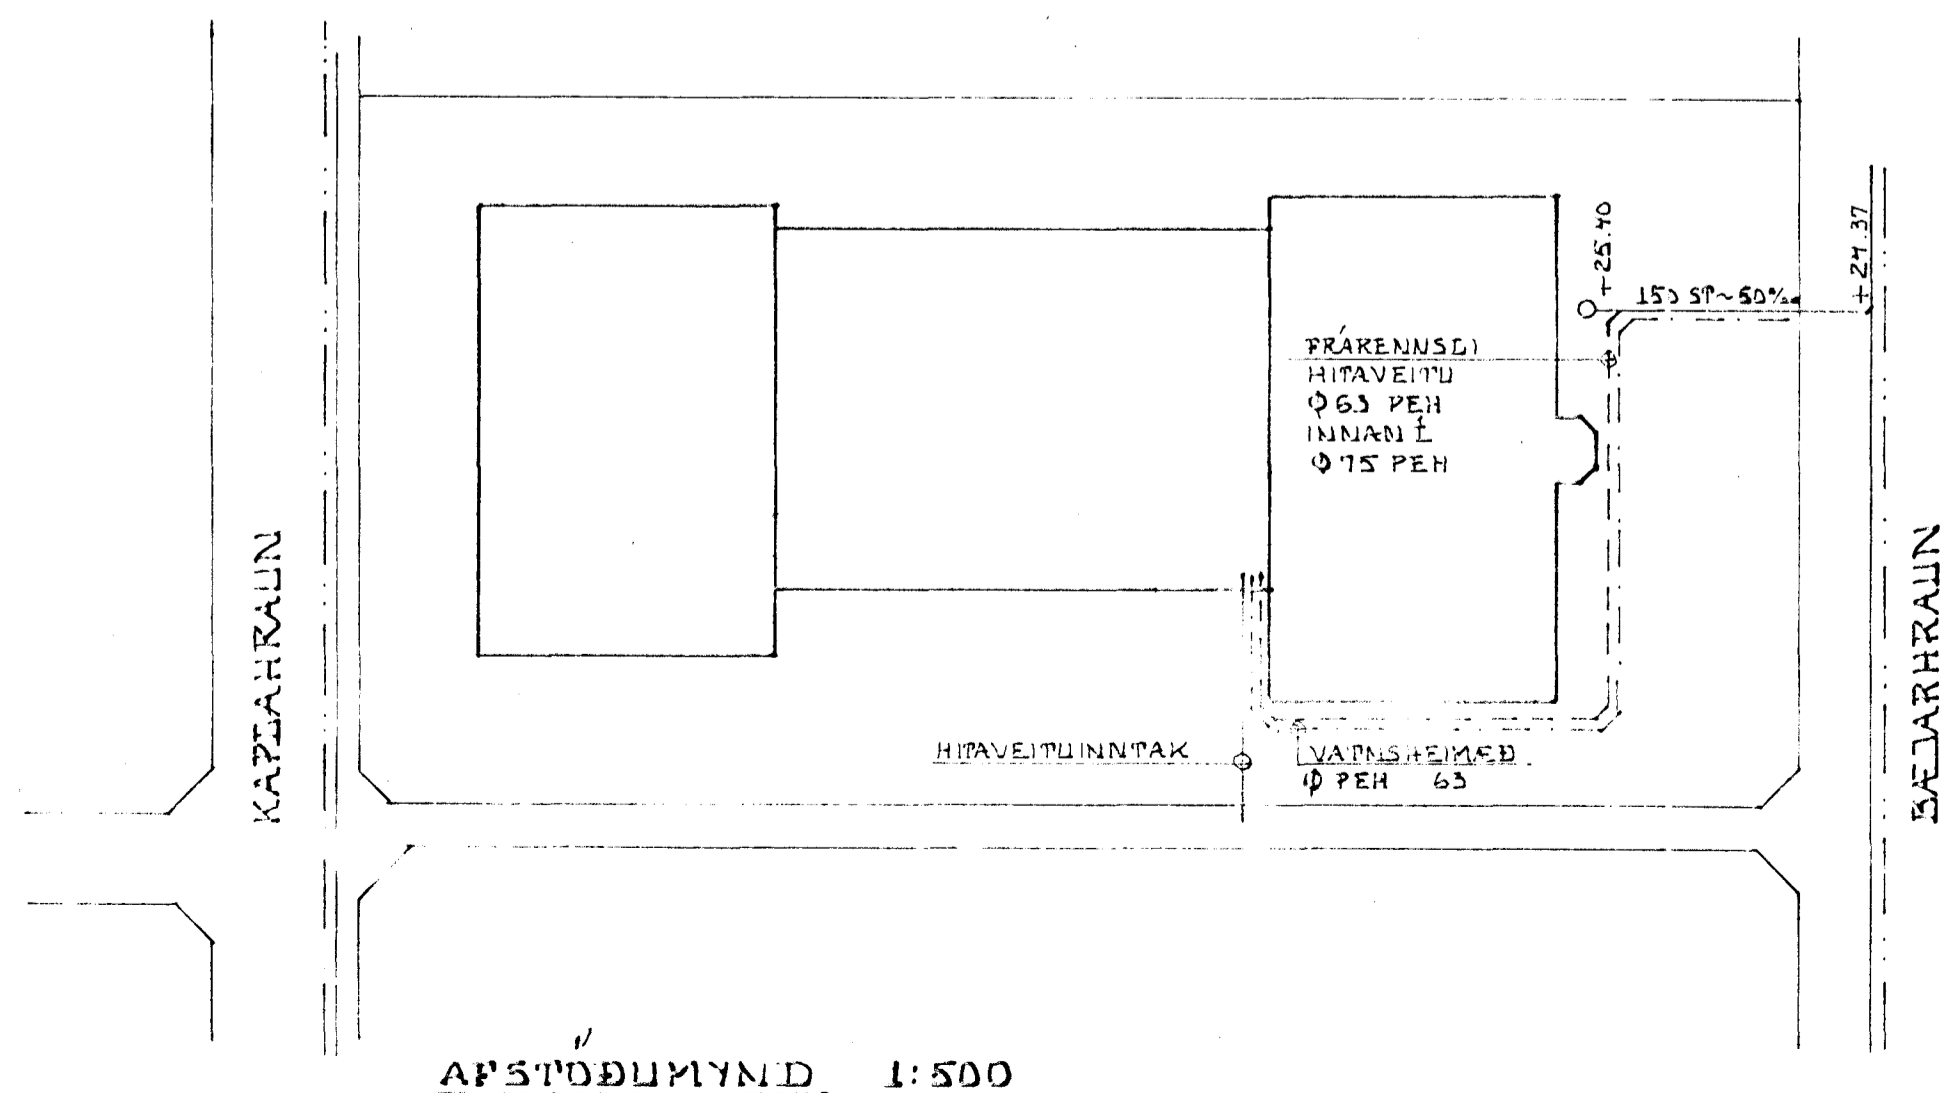 +25.40
+24.37
150 ST~50‰
FRÁRENNSLI
HITAVEITU
Φ63 PEH
INNAN Í
Φ75 PEH
KAPLAHRAUN
BÆJARHRAUN
HITAVEITUINNTAK
VATNSHEIMÆÐ
Φ PEH 63
AFSTÖÐUMYND 1:500